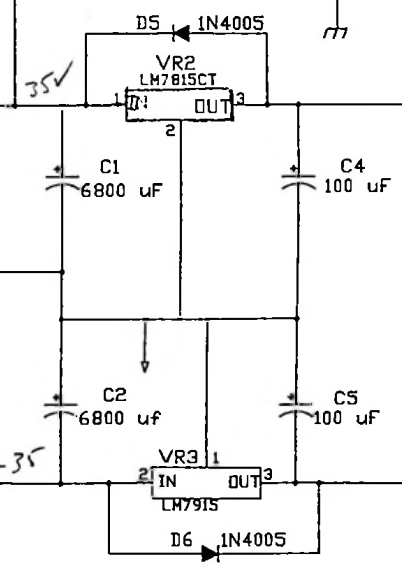 D5 1N4005
35V
VR2
LM7815CT
1 IN OUT 3
2
+ C1
6800 uF
+ C4
100 uF
+ C2
6800 uf
+ C5
100 uF
-35
VR3 1
2 IN OUT 3
LM7915
D6 1N4005